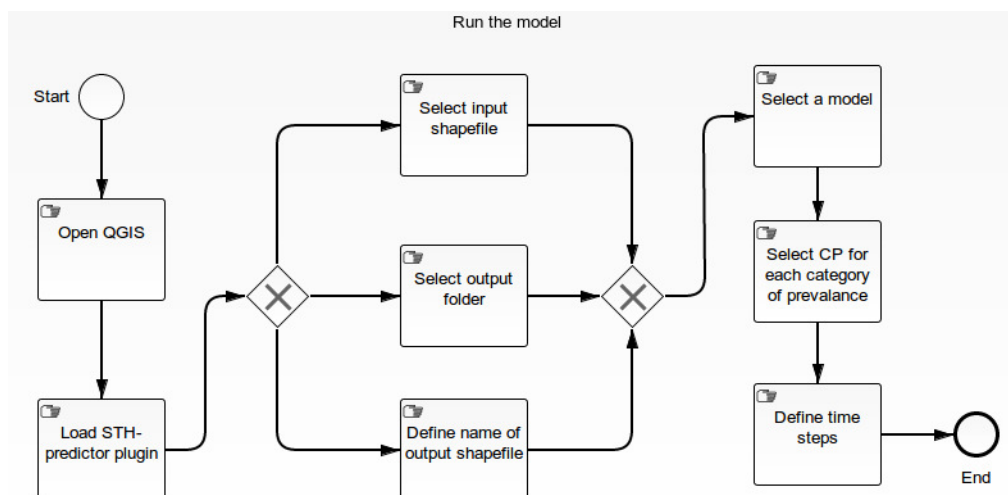 Run the model
Start
Open QGIS
Load STH-
predictor plugin
Select input
shapefile
Select output
folder
Define name of
output shapefile
Select a model
Select CP for
each category
of prevalance
Define time
steps
End